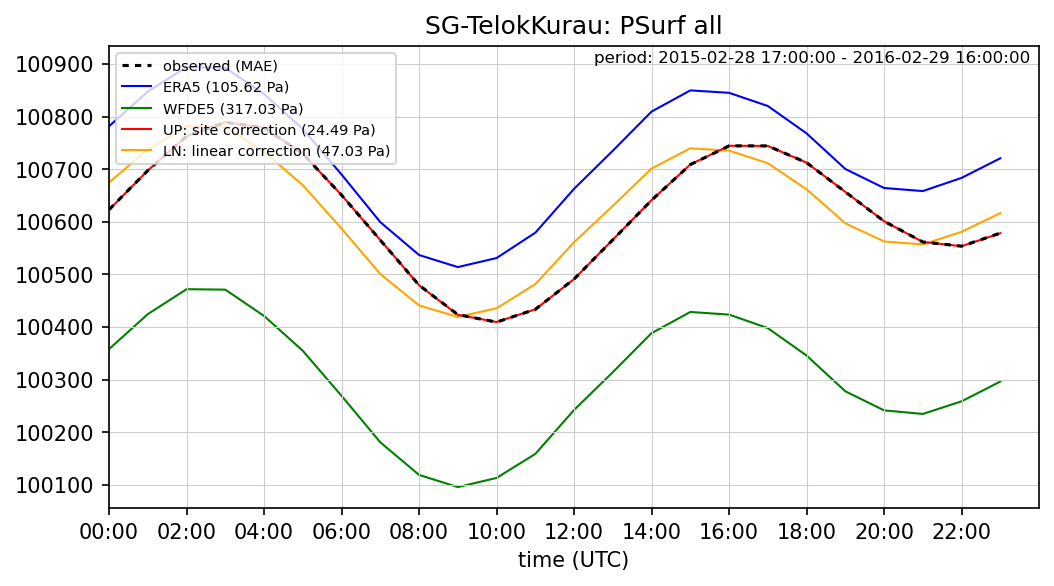 SG-TelokKurau: PSurf all
period: 2015-02-28 17:00:00 - 2016-02-29 16:00:00
observed (MAE)
ERA5 (105.62 Pa)
WFDE5 (317.03 Pa)
UP: site correction (24.49 Pa)
LN: linear correction (47.03 Pa)
100900
100800
100700
100600
100500
100400
100300
100200
100100
00:00 02:00 04:00 06:00 08:00 10:00 12:00 14:00 16:00 18:00 20:00 22:00
time (UTC)